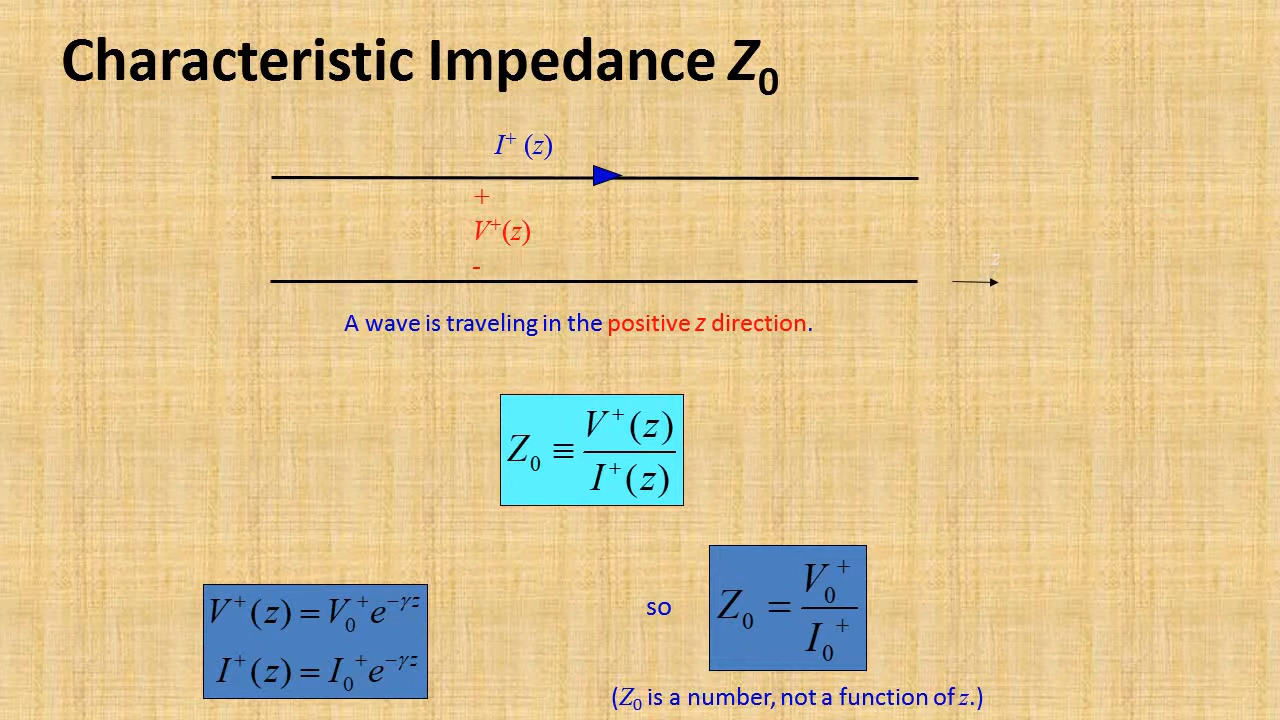 Characteristic Impedance Z₀
I⁺ (z)
+
V⁺(z)
-
z
A wave is traveling in the positive z direction.
Z₀ ≡ V⁺(z) / I⁺(z)
V⁺(z) = V₀⁺e^{−γz}
I⁺(z) = I₀⁺e^{−γz}
so
Z₀ = V₀⁺ / I₀⁺
(Z₀ is a number, not a function of z.)